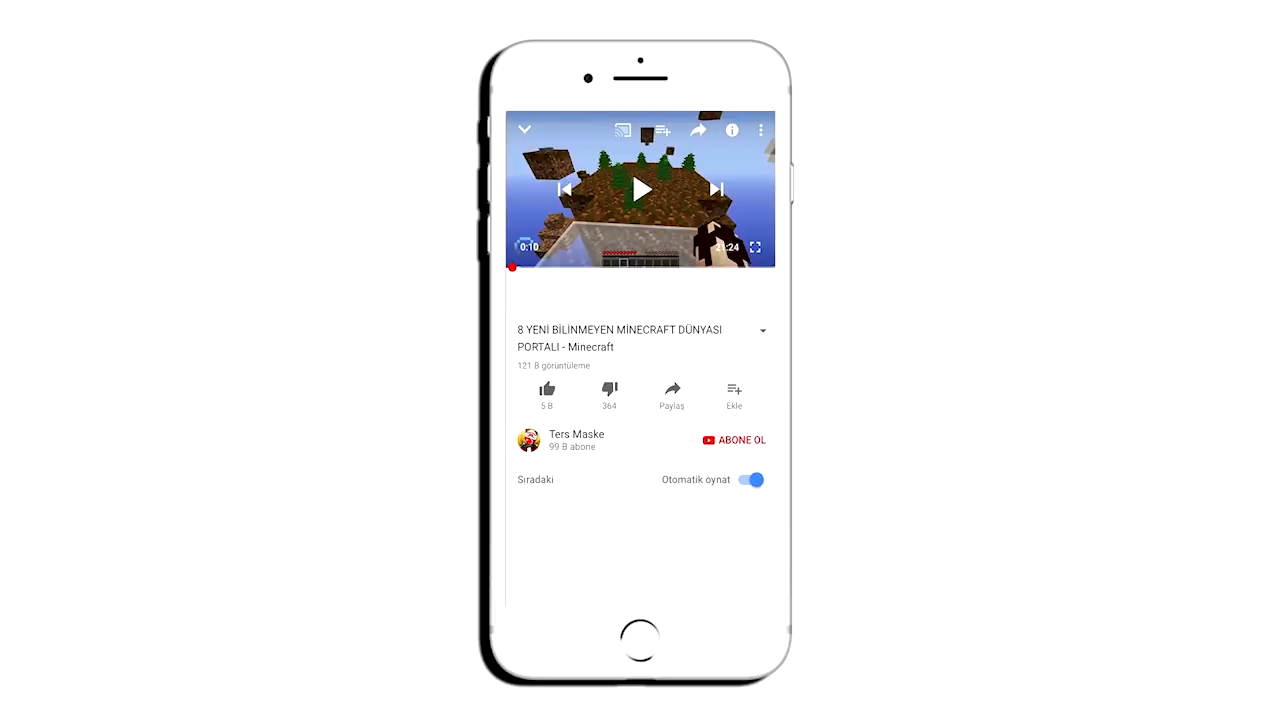 0:10
21:24
8 YENİ BİLİNMEYEN MİNECRAFT DÜNYASI
PORTALI - Minecraft
121 B görüntüleme
5 B
364
Paylaş
Ekle
Ters Maske
99 B abone
ABONE OL
Sıradaki
Otomatik oynat